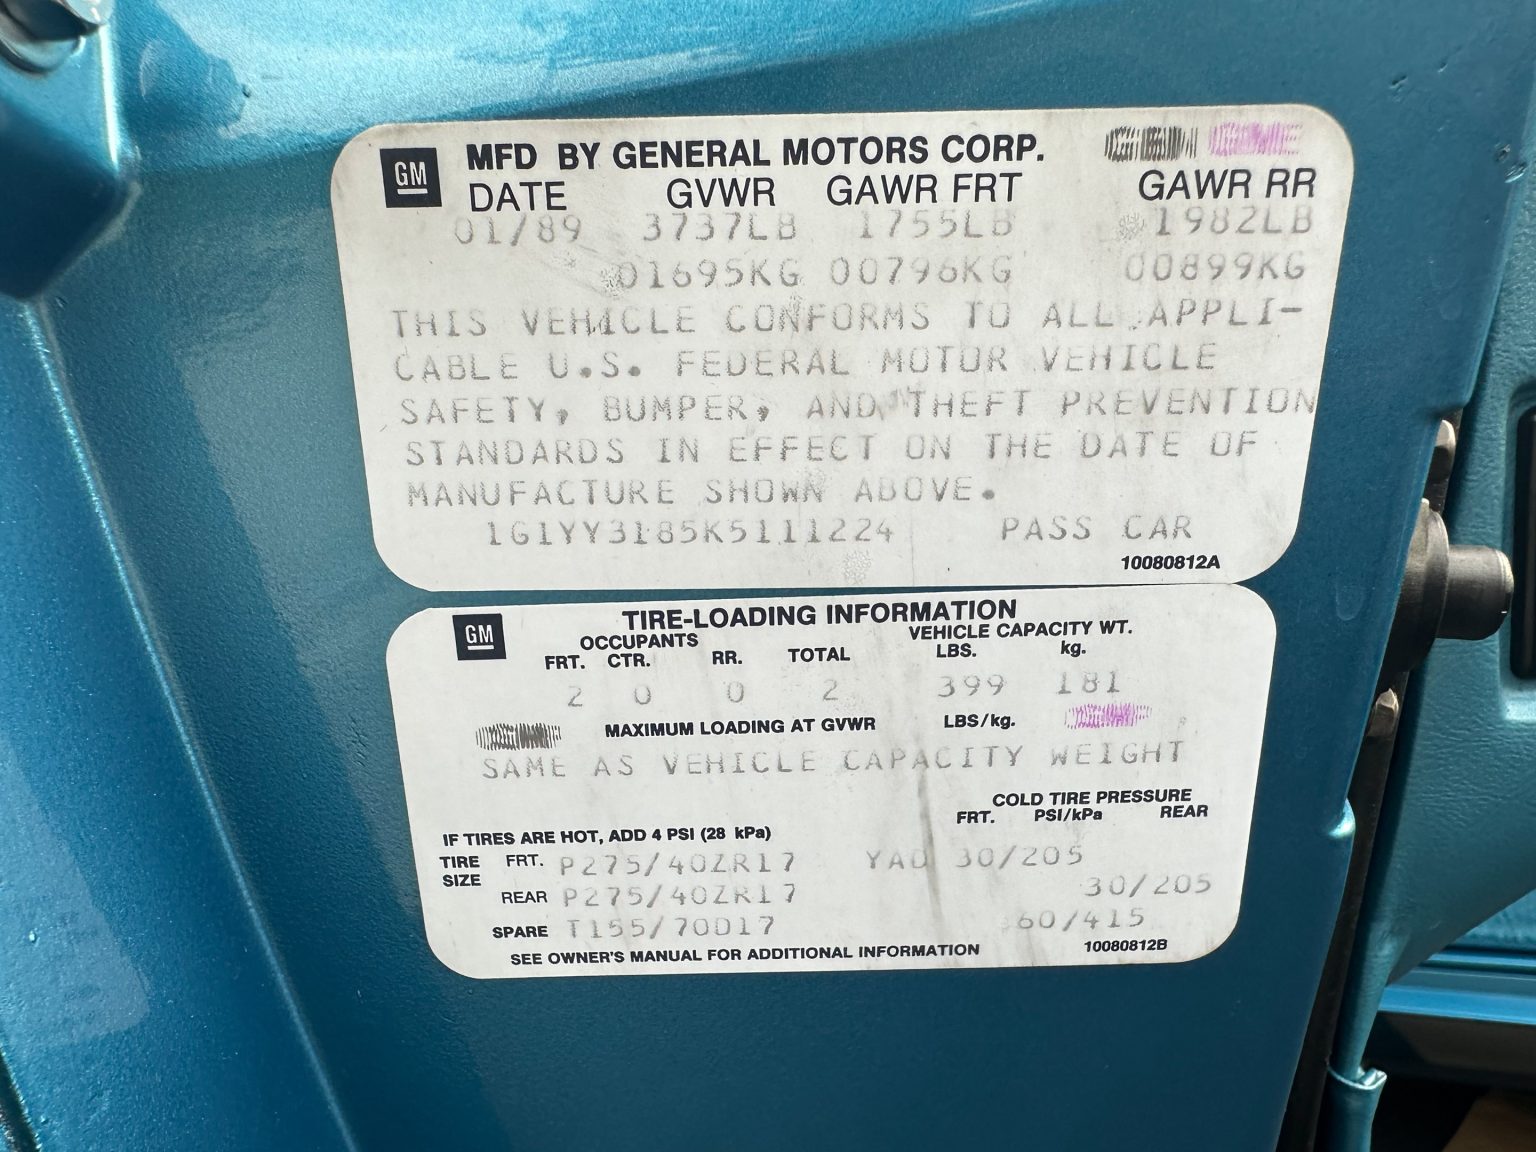 GM MFD BY GENERAL MOTORS CORP.
DATE GVWR GAWR FRT GAWR RR
01/89 3737LB 1755LB 1982LB
01695KG 00796KG 00899KG
THIS VEHICLE CONFORMS TO ALL APPLI-
CABLE U.S. FEDERAL MOTOR VEHICLE
SAFETY, BUMPER, AND THEFT PREVENTION
STANDARDS IN EFFECT ON THE DATE OF
MANUFACTURE SHOWN ABOVE.
1G1YY3185K5111224 PASS CAR
10080812A
GM TIRE-LOADING INFORMATION
OCCUPANTS VEHICLE CAPACITY WT.
FRT. CTR. RR. TOTAL LBS. kg.
2 0 0 2 399 181
MAXIMUM LOADING AT GVWR LBS/kg.
SAME AS VEHICLE CAPACITY WEIGHT
COLD TIRE PRESSURE
FRT. PSI/kPa REAR
IF TIRES ARE HOT, ADD 4 PSI (28 kPa)
TIRE SIZE FRT. P275/40ZR17 YAO 30/205
REAR P275/40ZR17 30/205
SPARE T155/70D17 60/415
SEE OWNER'S MANUAL FOR ADDITIONAL INFORMATION 10080812B